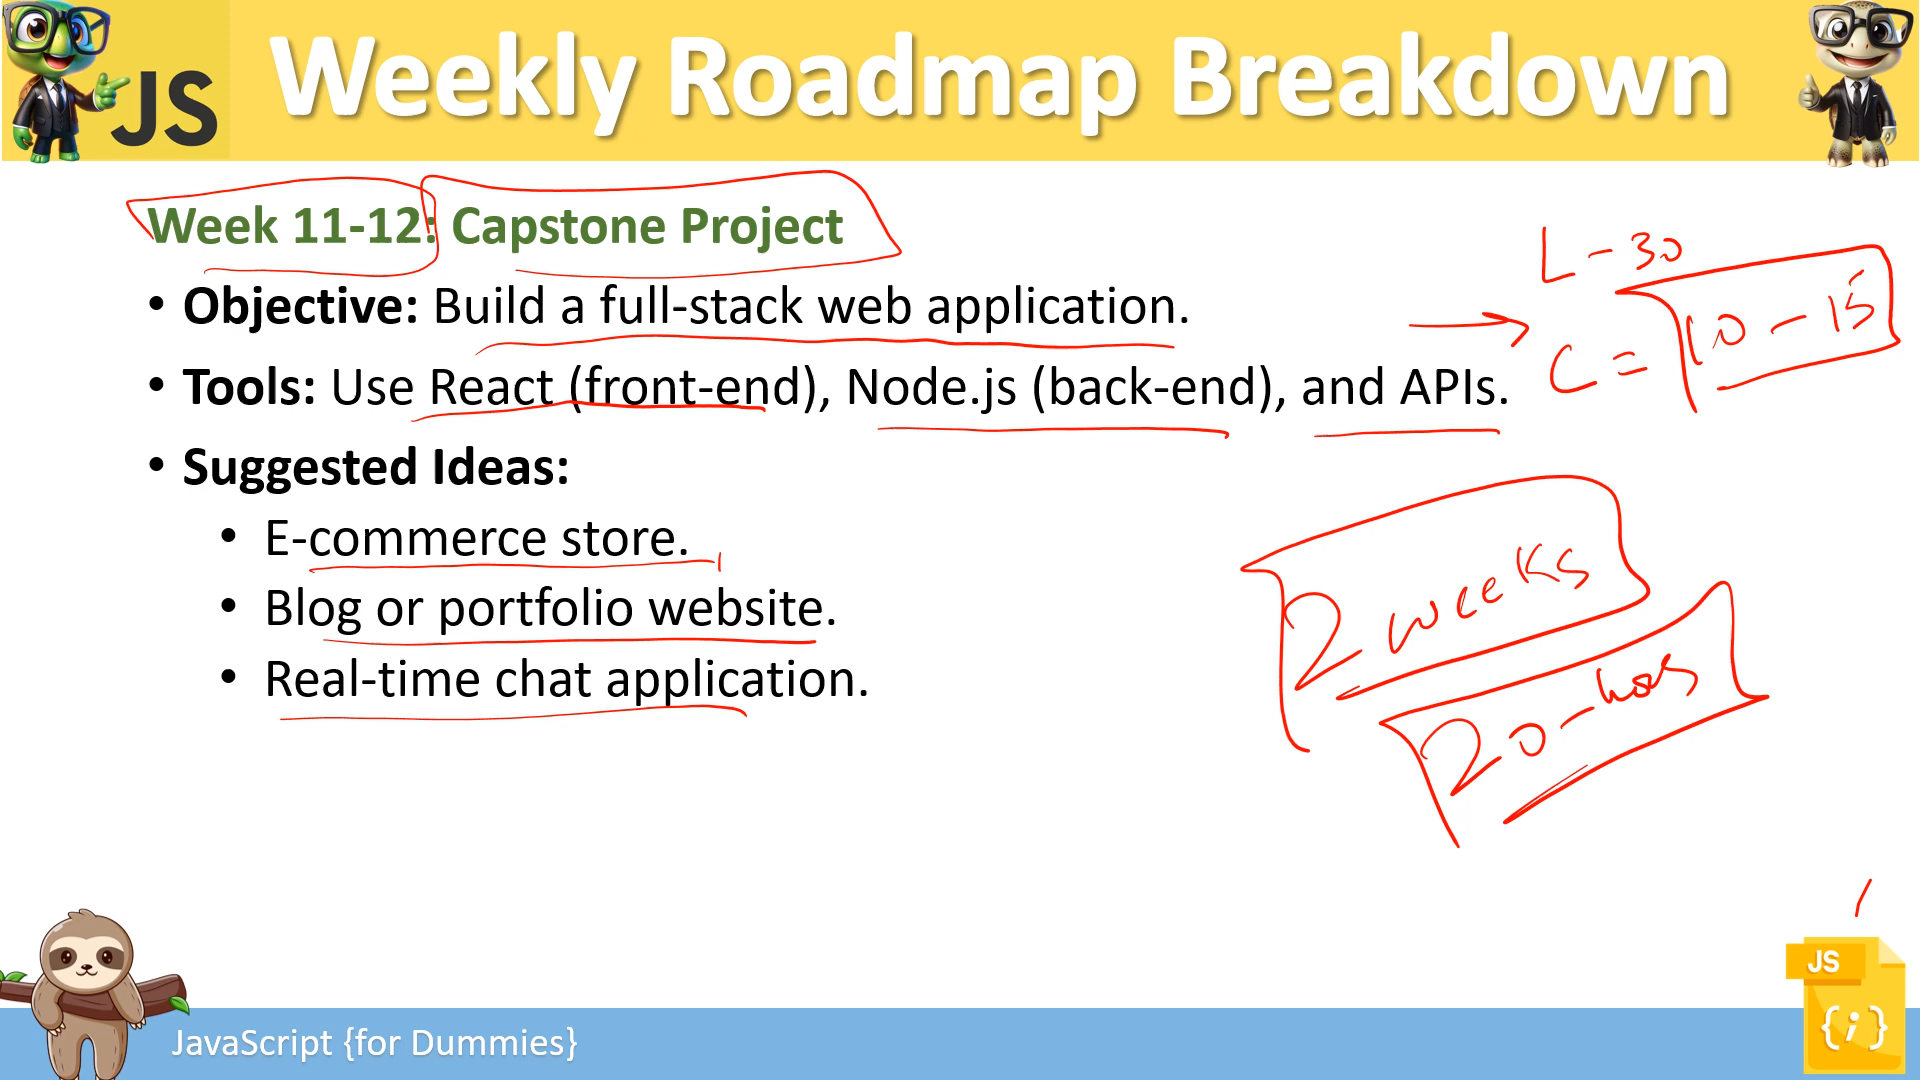 JS
Weekly Roadmap Breakdown
Week 11-12: Capstone Project
• Objective: Build a full-stack web application.
• Tools: Use React (front-end), Node.js (back-end), and APIs.
• Suggested Ideas:
• E-commerce store.
• Blog or portfolio website.
• Real-time chat application.
L - 30
C = 10 - 15
2 weeks
20 -
JS
{;}
JavaScript {for Dummies}